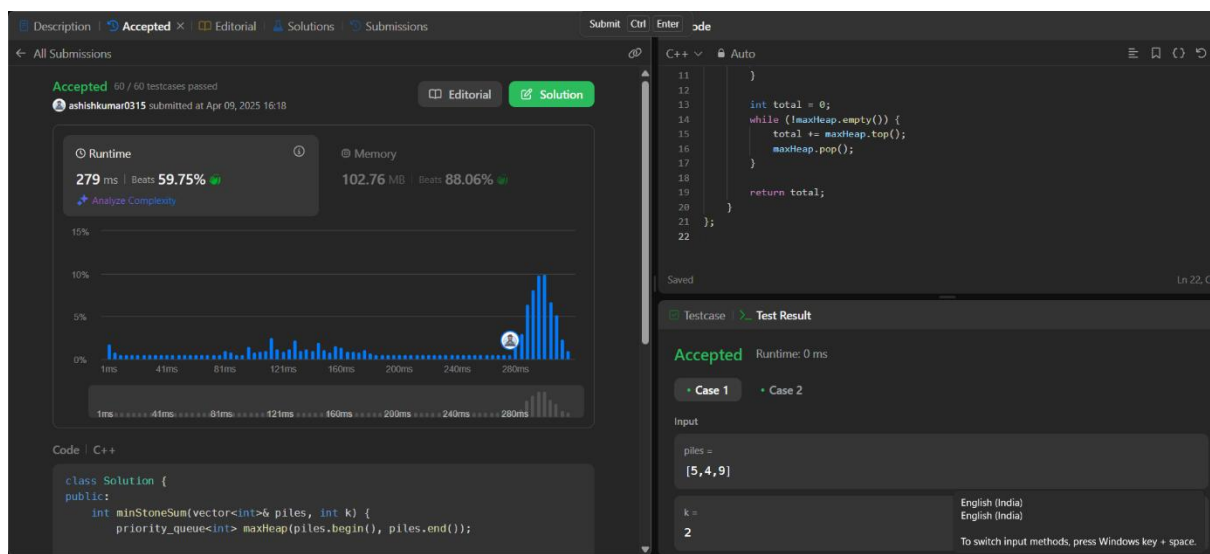 Description | Accepted × | Editorial | Solutions | Submissions
Submit Ctrl Enter ode
← All Submissions
Accepted 60 / 60 testcases passed
ashishkumar0315 submitted at Apr 09, 2025 16:18
Editorial
Solution
Runtime
279 ms | Beats 59.75%
Analyze Complexity
Memory
102.76 MB | Beats 88.06%
15%
10%
5%
0%
1ms 41ms 81ms 121ms 160ms 200ms 240ms 280ms
1ms 41ms 81ms 121ms 160ms 200ms 240ms 280ms
Code | C++
class Solution {
public:
    int minStoneSum(vector<int>& piles, int k) {
        priority_queue<int> maxHeap(piles.begin(), piles.end());
C++ Auto
11         }
12
13         int total = 0;
14         while (!maxHeap.empty()) {
15             total += maxHeap.top();
16             maxHeap.pop();
17         }
18
19         return total;
20     }
21 };
22
Saved
Ln 22,
Testcase | >_ Test Result
Accepted Runtime: 0 ms
• Case 1 • Case 2
Input
piles =
[5,4,9]
k =
2
English (India)
English (India)
To switch input methods, press Windows key + space.